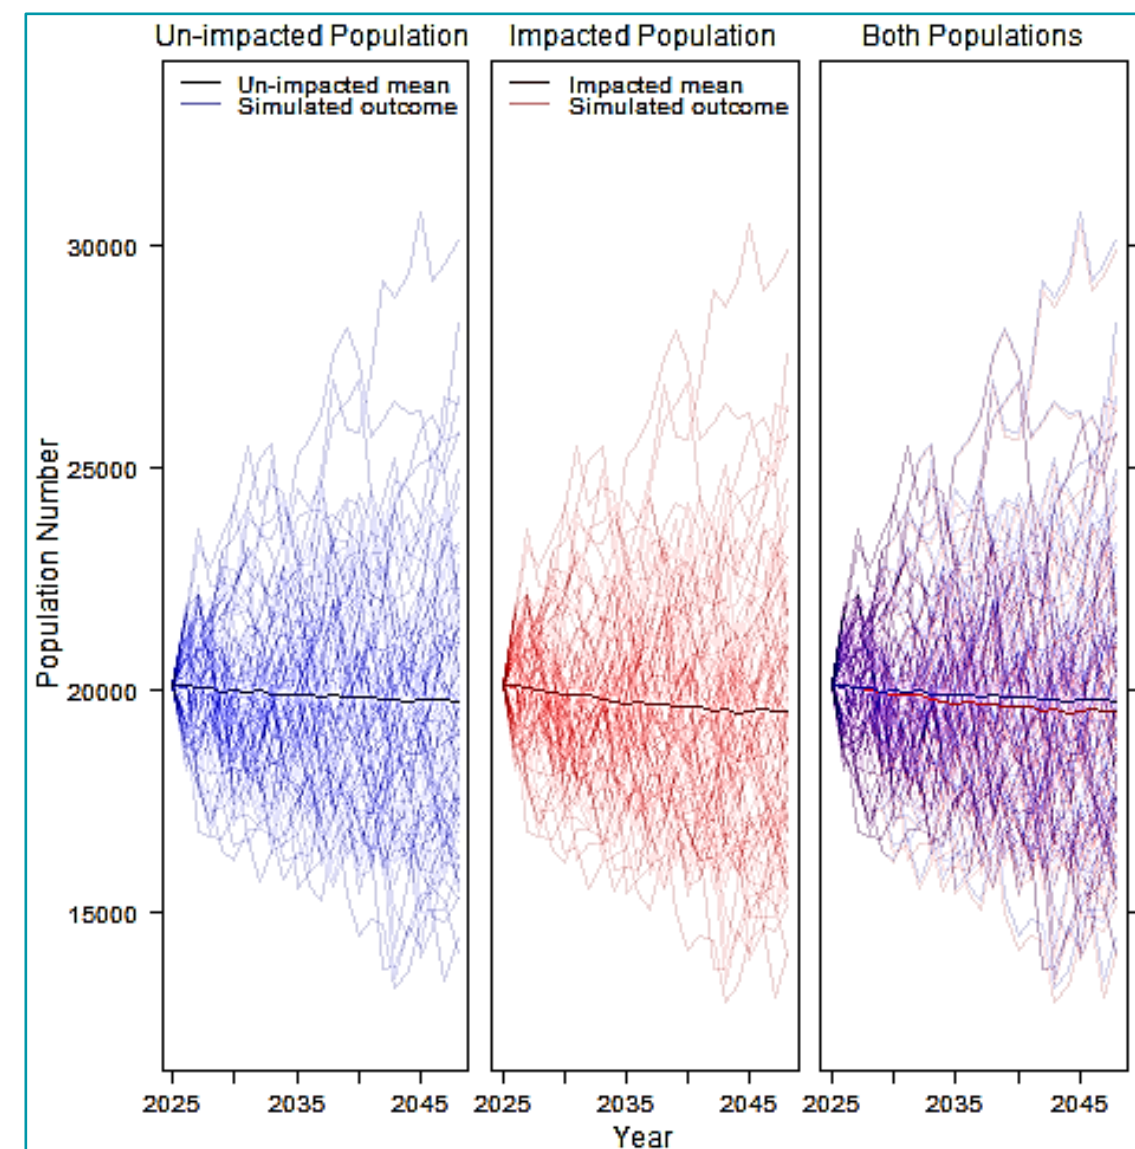 Un-impacted Population
Impacted Population
Both Populations
Un-impacted mean
Simulated outcome
Impacted mean
Simulated outcome
Population Number
30000
25000
20000
15000
2025
2035
2045
2025
2035
2045
2025
2035
2045
Year